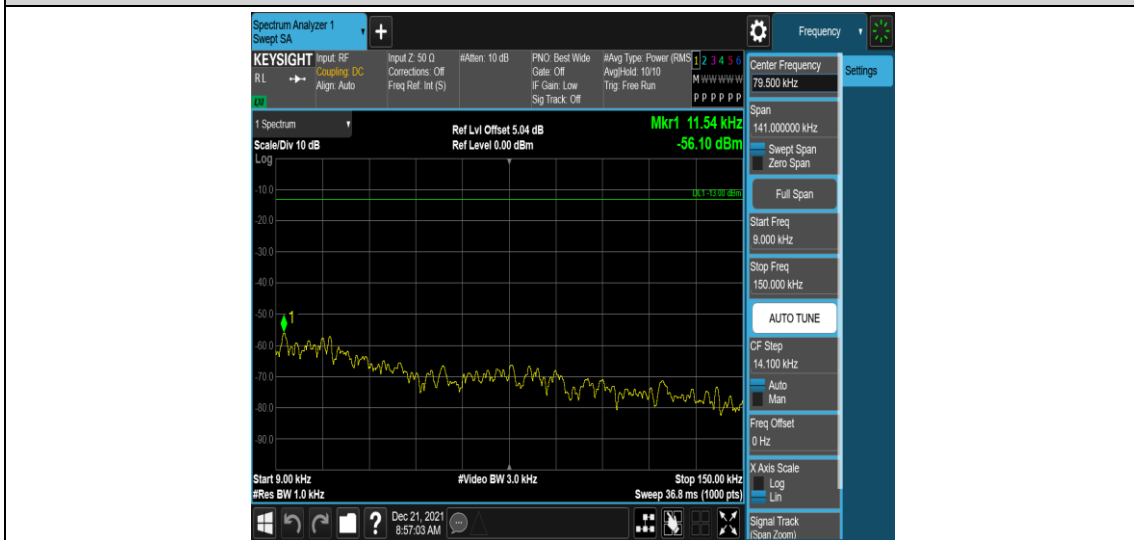 Spectrum Analyzer 1
Swept SA
+
Frequency
KEYSIGHT
RL
LXI
Input: RF
Coupling: DC
Align: Auto
Input Z: 50 Ω
Corrections: Off
Freq Ref: Int (S)
#Atten: 10 dB
PNO: Best Wide
Gate: Off
IF Gain: Low
Sig Track: Off
#Avg Type: Power (RMS
Avg|Hold: 10/10
Trig: Free Run
1 2 3 4 5 6
M W W W W W
P P P P P P
1 Spectrum
Scale/Div 10 dB
Ref Lvl Offset 5.04 dB
Ref Level 0.00 dBm
Mkr1 11.54 kHz
-56.10 dBm
Log
DL1 -13.00 dBm
-10.0
-20.0
-30.0
-40.0
-50.0
1
-60.0
-70.0
-80.0
-90.0
Start 9.00 kHz
#Res BW 1.0 kHz
#Video BW 3.0 kHz
Stop 150.00 kHz
Sweep 36.8 ms (1000 pts)
?
Dec 21, 2021
8:57:03 AM
Center Frequency
79.500 kHz
Settings
Span
141.000000 kHz
Swept Span
Zero Span
Full Span
Start Freq
9.000 kHz
Stop Freq
150.000 kHz
AUTO TUNE
CF Step
14.100 kHz
Auto
Man
Freq Offset
0 Hz
X Axis Scale
Log
Lin
Signal Track
(Span Zoom)